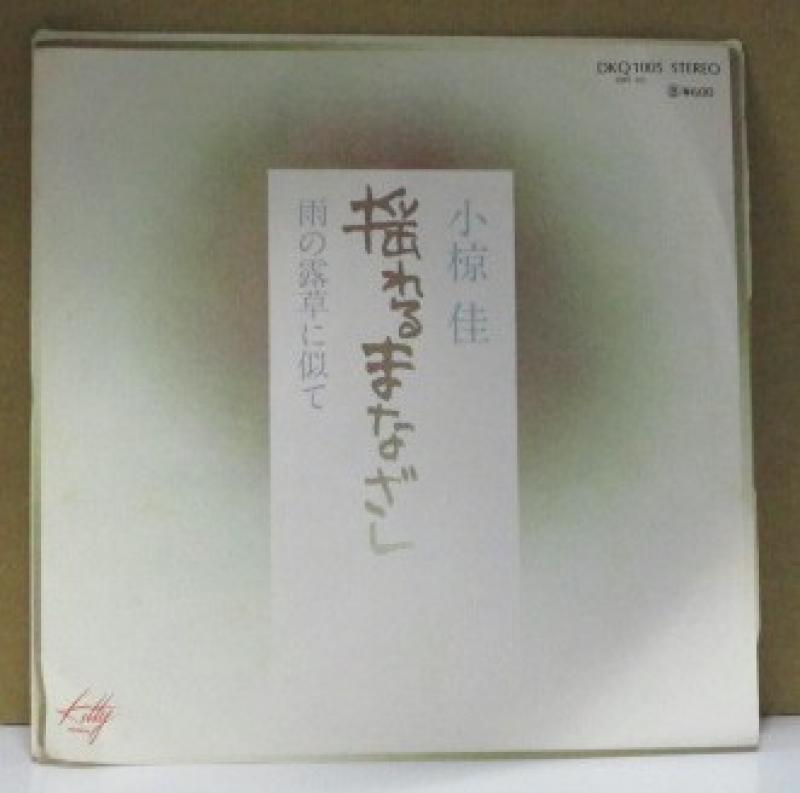 DKQ1005 STEREO
¥600
小椋 佳
揺れるまなざし
雨の露草に似て
Kitty